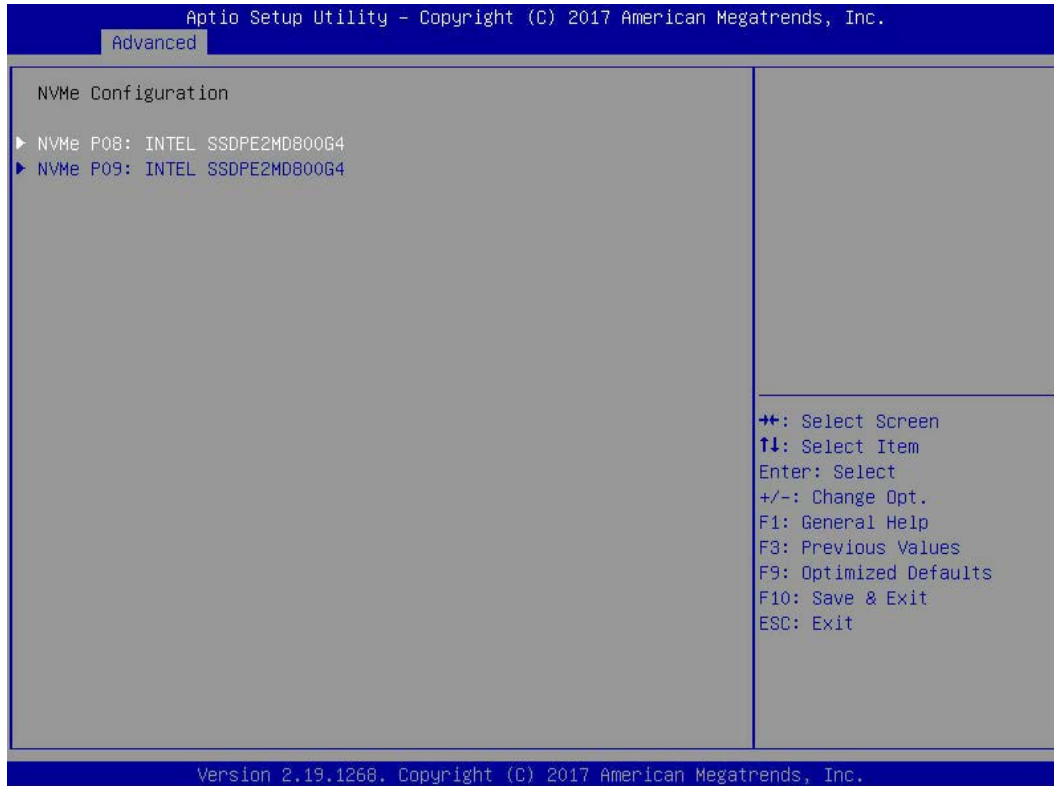 Aptio Setup Utility – Copyright (C) 2017 American Megatrends, Inc.
Advanced
NVMe Configuration
▶ NVMe P08: INTEL SSDPE2MD800G4
▶ NVMe P09: INTEL SSDPE2MD800G4
→←: Select Screen
↑↓: Select Item
Enter: Select
+/-: Change Opt.
F1: General Help
F3: Previous Values
F9: Optimized Defaults
F10: Save & Exit
ESC: Exit
Version 2.19.1268. Copyright (C) 2017 American Megatrends, Inc.